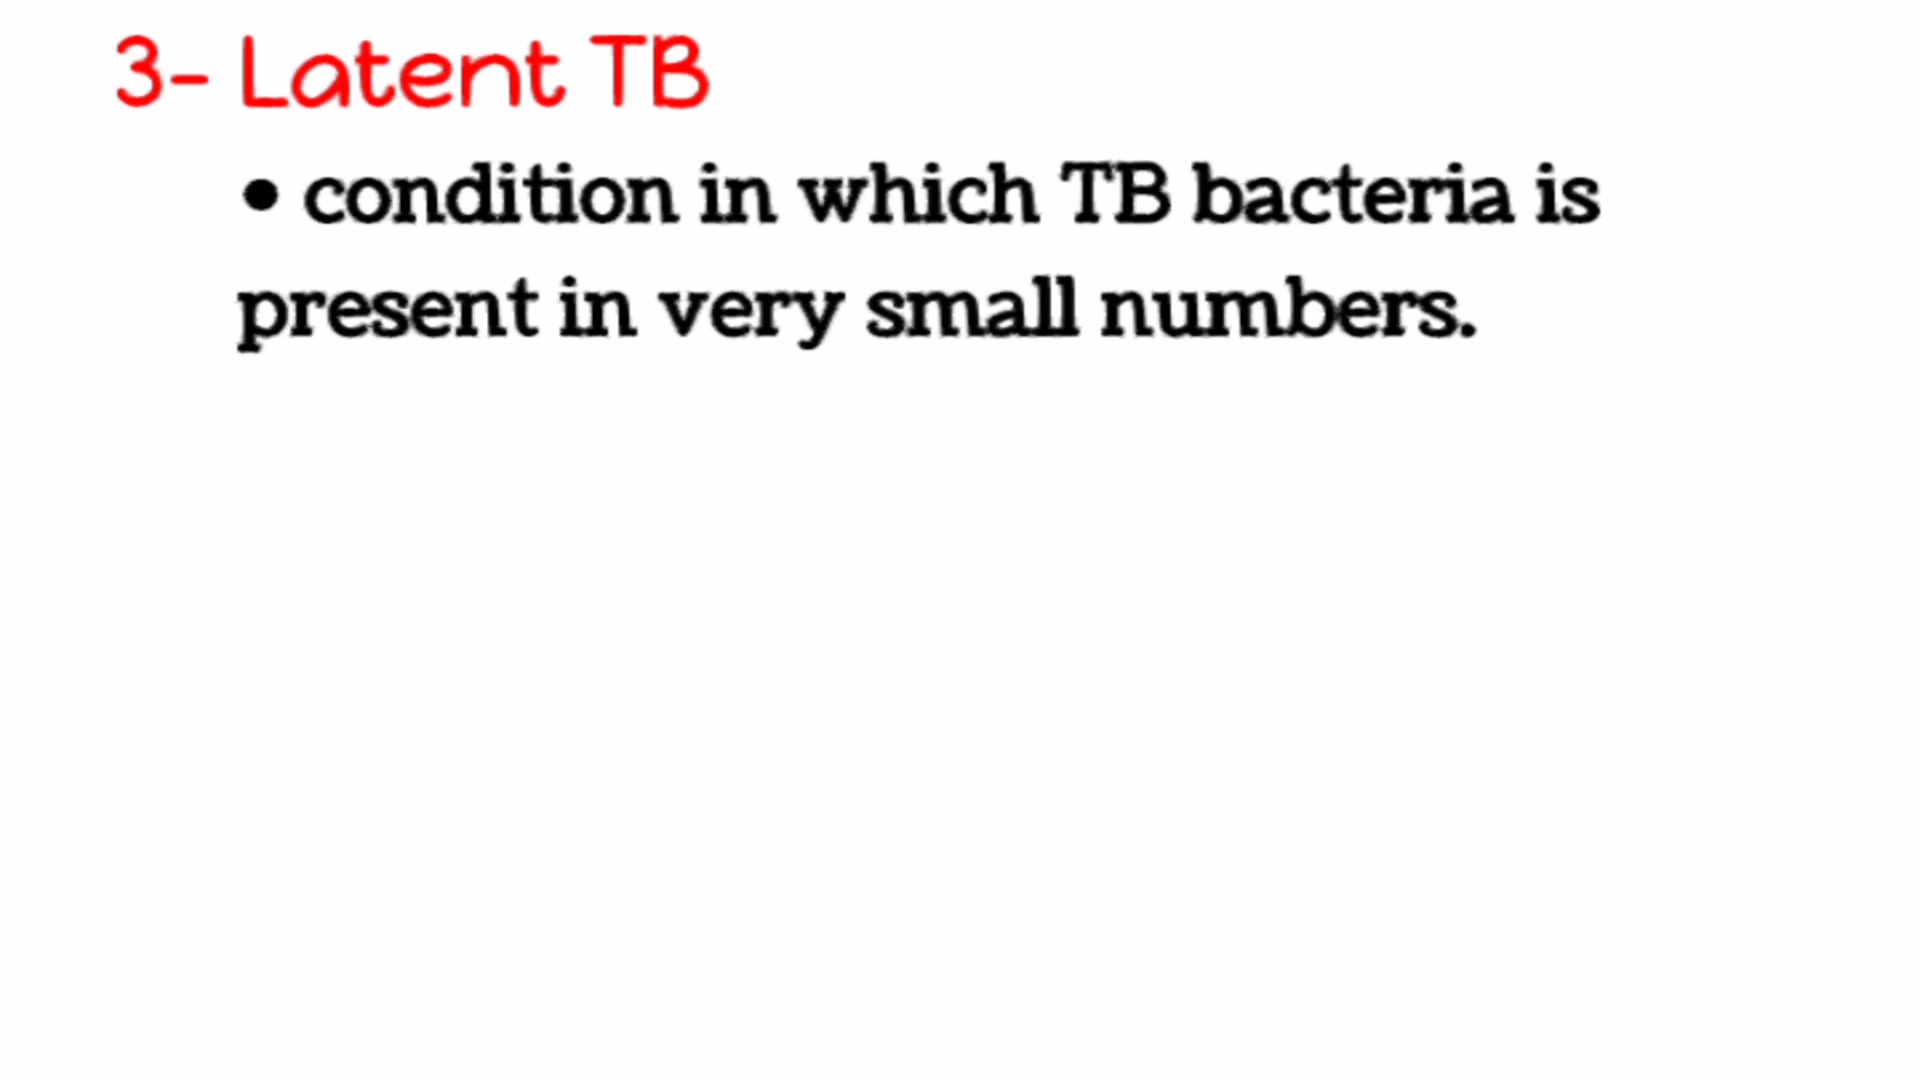 3- Latent TB
• condition in which TB bacteria is
present in very small numbers.